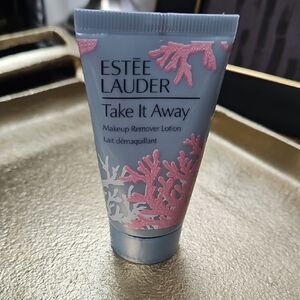 ESTĒE
LAUDER
Take It Away
Makeup Remover Lotion
Lait démaquillant